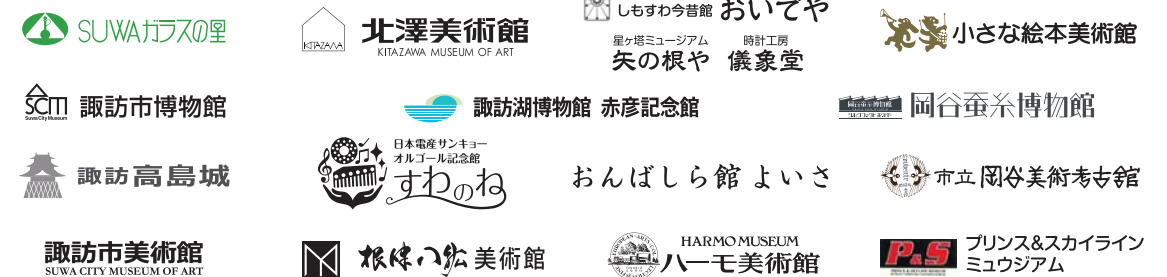 SUWAガラスの里
KITAZAWA
北澤美術館
KITAZAWA MUSEUM OF ART
しもすわ今昔館 おいでや
星ヶ塔ミュージアム 時計工房
矢の根や 儀象堂
小さな絵本美術館
SCM
Suwa City Museum
諏訪市博物館
諏訪湖博物館 赤彦記念館
岡谷蚕糸博物館
諏訪高島城
日本電産サンキョー
オルゴール記念館
すわのね
おんばしら館 よいさ
市立岡谷美術考古館
諏訪市美術館
SUWA CITY MUSEUM OF ART
根津八紘 美術館
HARMO MUSEUM
ハーモ美術館
P&S
プリンス&スカイライン
ミュウジアム